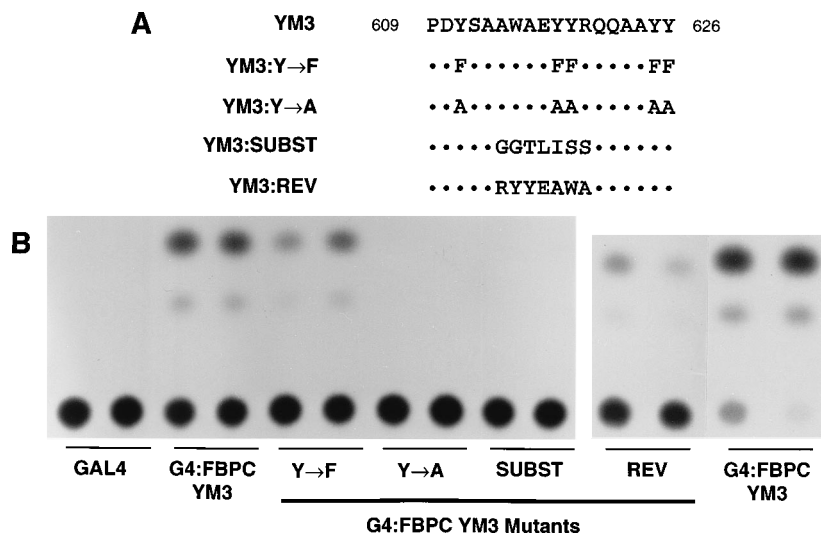 A YM3 609 PDYSAAWAEYYRQQAAYY 626
YM3:Y→F ••F••••••FF•••••FF
YM3:Y→A ••A••••••AA•••••AA
YM3:SUBST •••••GGTLISS••••••
YM3:REV •••••RYYEAWA••••••
B
GAL4 G4:FBPC Y→F Y→A SUBST REV G4:FBPC
YM3 YM3
G4:FBPC YM3 Mutants